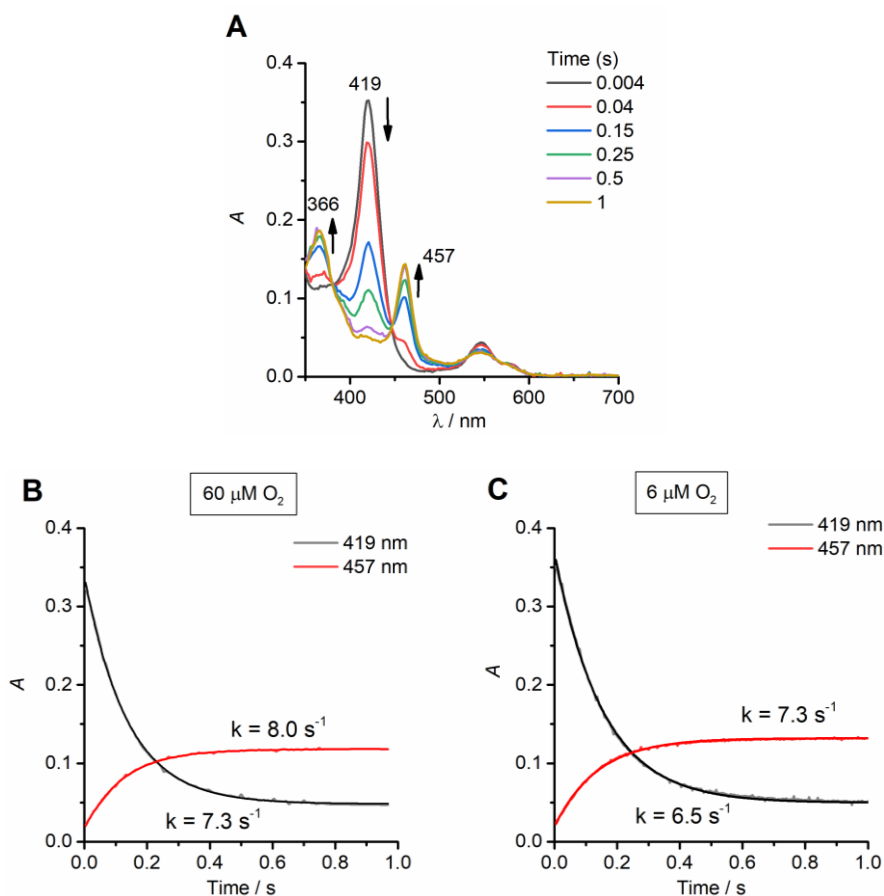 A
Time (s)
0.004
0.04
0.15
0.25
0.5
1
419
366
457
0.4
0.3
0.2
0.1
0.0
A
400 500 600 700
λ / nm
B
60 μM O₂
419 nm
457 nm
0.4
0.3
0.2
0.1
0.0
A
k = 8.0 s⁻¹
k = 7.3 s⁻¹
0.0 0.2 0.4 0.6 0.8 1.0
Time / s
C
6 μM O₂
419 nm
457 nm
0.4
0.3
0.2
0.1
0.0
A
k = 7.3 s⁻¹
k = 6.5 s⁻¹
0.0 0.2 0.4 0.6 0.8 1.0
Time / s